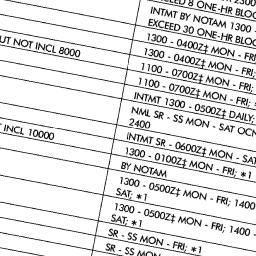 EXCEED 8 ONE-HR BLOC
INTMT BY NOTAM 1300 -
EXCEED 30 ONE-HR BLOC
UT NOT INCL 8000
1300 - 0400Z‡ MON - FRI
1300 - 0400Z‡ MON - FRI;
1100 - 0700Z‡ MON - FRI;
1100 - 0700Z‡ MON - FRI;
INTMT 1300 - 0500Z‡ DAILY;
NML SR - SS MON - SAT OCN
2400
INCL 10000
INTMT SR - 0600Z‡ MON - SAT
1300 - 0100Z‡ MON - FRI; *1
BY NOTAM
1300 - 0500Z‡ MON - FRI; 1400 -
SAT; *1
1300 - 0500Z‡ MON - FRI; 1400 -
SAT; *1
SR - SS MON - FRI; *1
SR - SS MON - FRI;